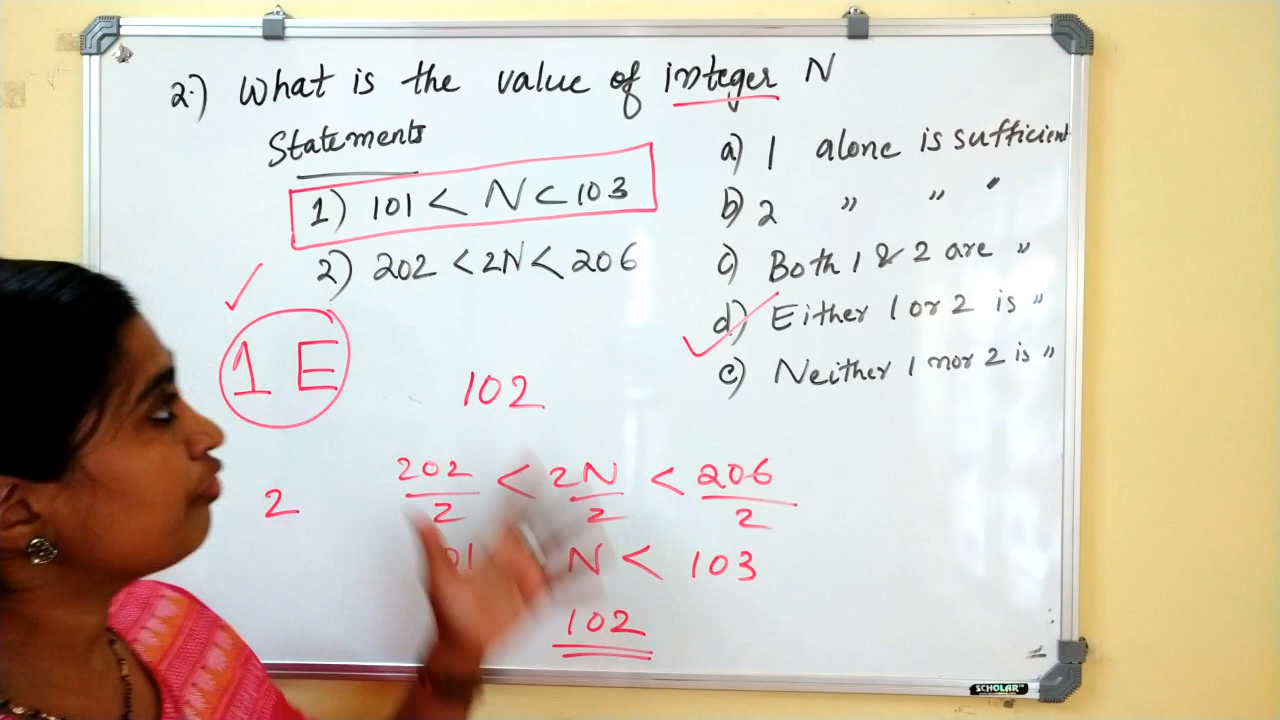 2.) What is the value of integer N
Statements
1) 101 < N < 103
2) 202 < 2N < 206
a) 1 alone is sufficient
b) 2 " " "
c) Both 1 & 2 are "
d) Either 1 or 2 is "
e) Neither 1 nor 2 is "
1 E
102
2
202/2 < 2N/2 < 206/2
N < 103
102
SCHOLAR